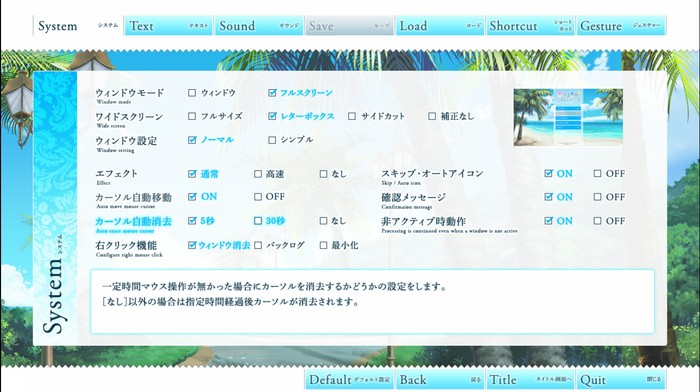 System システム Text テキスト Sound サウンド Save セーブ Load ロード Shortcut ショートカット Gesture ジェスチャー
ウィンドウモード ウィンドウ フルスクリーン
Window mode
ワイドスクリーン フルサイズ レターボックス サイドカット 補正なし
Wide screen
ウィンドウ設定 ノーマル シンプル
Window setting
エフェクト 通常 高速 なし スキップ・オートアイコン ON OFF
Effect Skip / Auto icon
カーソル自動移動 ON OFF 確認メッセージ ON OFF
Auto move mouse cursor Confirmation message
カーソル自動消去 5秒 30秒 なし 非アクティブ時動作 ON OFF
Auto erase mouse cursor Processing is continued even when a window is not active
右クリック機能 ウィンドウ消去 バックログ 最小化
Configure right mouse click
System システム
一定時間マウス操作が無かった場合にカーソルを消去するかどうかの設定をします。
[なし]以外の場合は指定時間経過後カーソルが消去されます。
Default デフォルト設定 Back 戻る Title タイトル画面へ Quit 閉じる